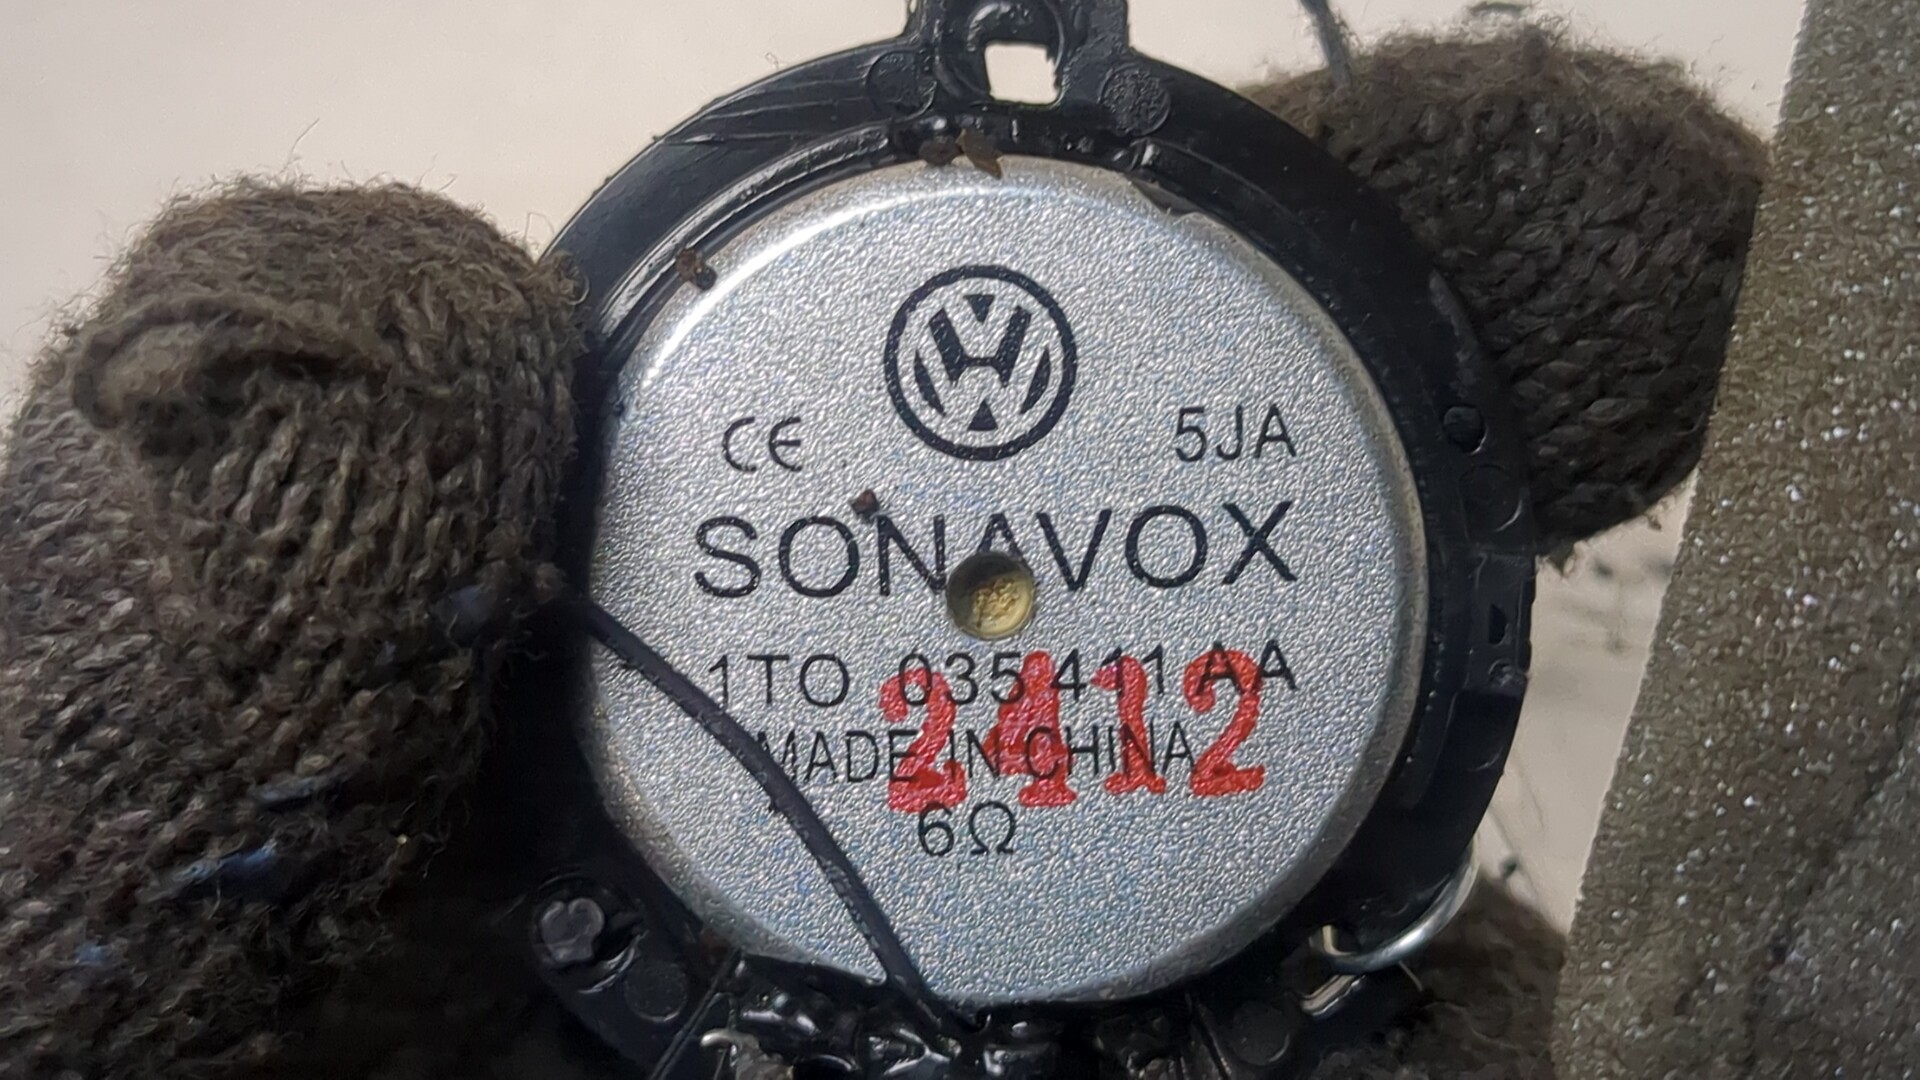 CE 5JA
SONAVOX
1TO 035 411 AA
2412
MADE IN CHINA
6Ω